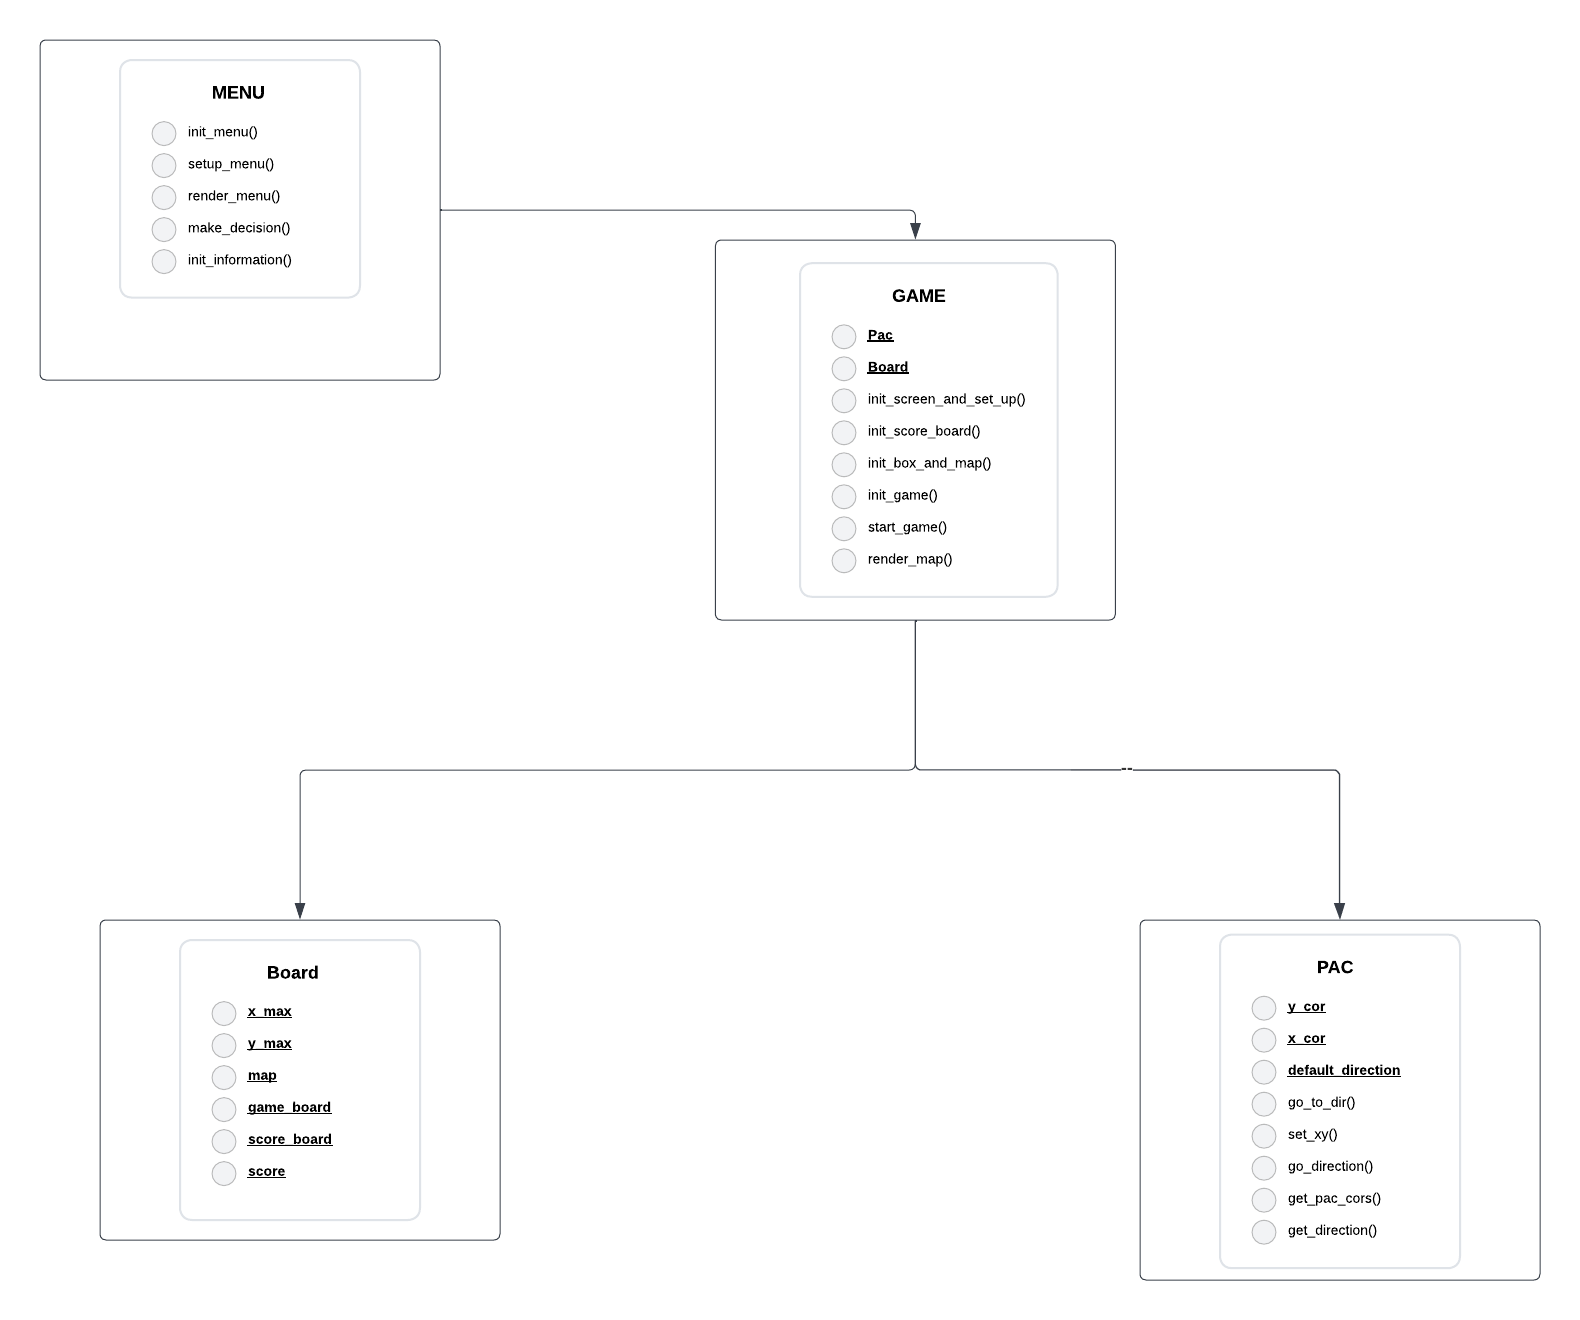 MENU
init_menu()
setup_menu()
render_menu()
make_decision()
init_information()
GAME
Pac
Board
init_screen_and_set_up()
init_score_board()
init_box_and_map()
init_game()
start_game()
render_map()
--
Board
x_max
y_max
map
game_board
score_board
score
PAC
y_cor
x_cor
default_direction
go_to_dir()
set_xy()
go_direction()
get_pac_cors()
get_direction()